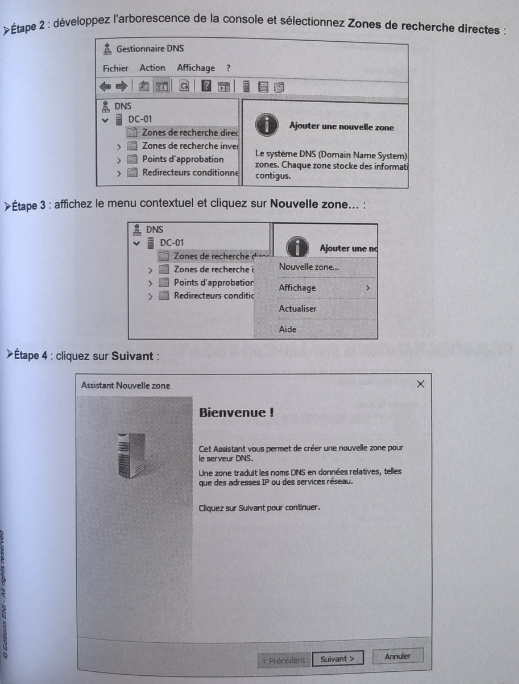 ➢Étape 2 : développez l'arborescence de la console et sélectionnez Zones de recherche directes :
Gestionnaire DNS
Fichier Action Affichage ?
DNS
DC-01
Zones de recherche direc
Zones de recherche inver
Points d'approbation
Redirecteurs conditionne
Ajouter une nouvelle zone
Le système DNS (Domain Name System)
zones. Chaque zone stocke des informati
contigus.
➢Étape 3 : affichez le menu contextuel et cliquez sur Nouvelle zone... :
DNS
DC-01
Zones de recherche
Zones de recherche i
Points d'approbation
Redirecteurs conditio
Ajouter une no
Nouvelle zone...
Affichage >
Actualiser
Aide
➢Étape 4 : cliquez sur Suivant :
Assistant Nouvelle zone
Bienvenue !
Cet Assistant vous permet de créer une nouvelle zone pour
le serveur DNS.
Une zone traduit les noms DNS en données relatives, telles
que des adresses IP ou des services réseau.
Cliquez sur Suivant pour continuer.
< Précédent Suivant > Annuler
© Editions ENI - All rights reserved